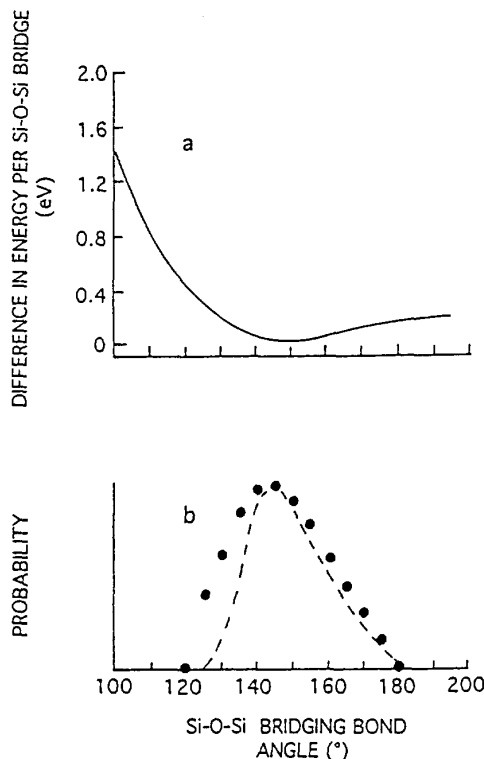 DIFFERENCE IN ENERGY PER Si-O-Si BRIDGE
(eV)
2.0
1.6
1.2
0.8
0.4
0
a
PROBABILITY
b
100
120
140
160
180
200
Si-O-Si BRIDGING BOND
ANGLE (°)